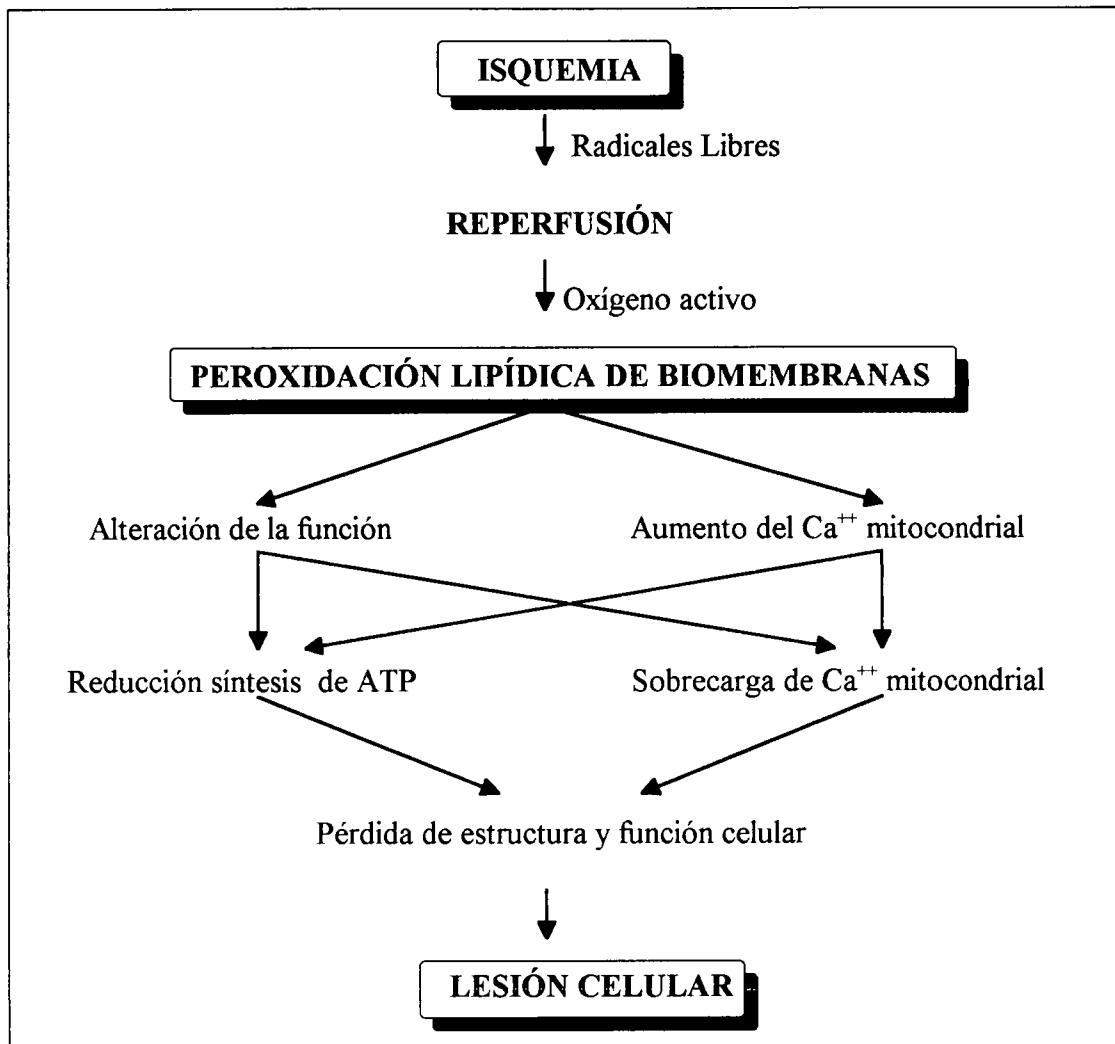 ISQUEMIA
Radicales Libres
REPERFUSIÓN
Oxígeno activo
PEROXIDACIÓN LIPÍDICA DE BIOMEMBRANAS
Alteración de la función
Aumento del Ca⁺⁺ mitocondrial
Reducción síntesis de ATP
Sobrecarga de Ca⁺⁺ mitocondrial
Pérdida de estructura y función celular
LESIÓN CELULAR